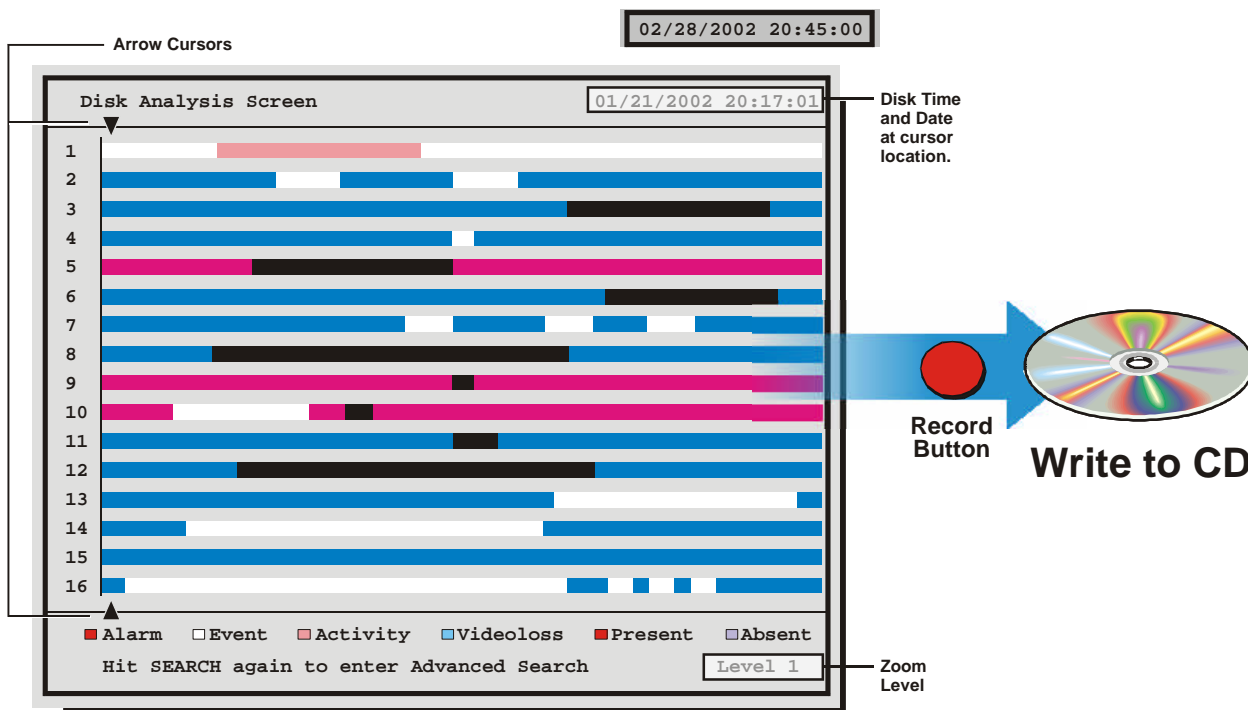 02/28/2002 20:45:00
Arrow Cursors
Disk Analysis Screen
01/21/2002 20:17:01
Disk Time
and Date
at cursor
location.
1
2
3
4
5
6
7
8
9
10
11
12
13
14
15
16
Record
Button
Write to CD
Alarm Event Activity Videoloss Present Absent
Hit SEARCH again to enter Advanced Search
Level 1
Zoom
Level